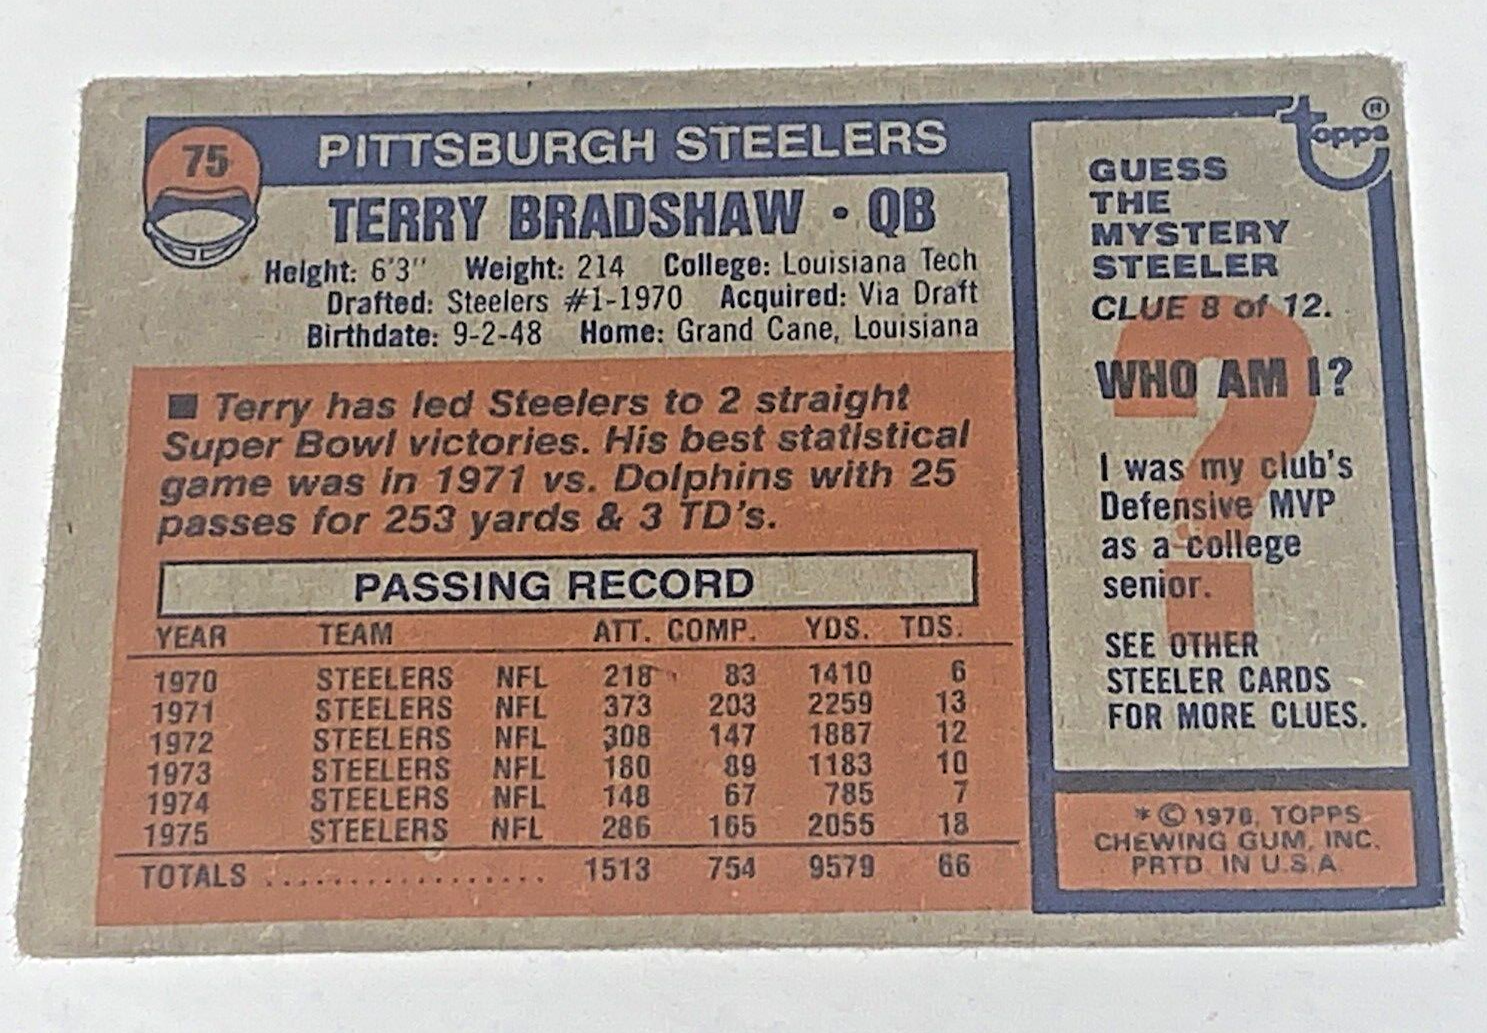 75
PITTSBURGH STEELERS
TERRY BRADSHAW • QB
Height: 6'3" Weight: 214 College: Louisiana Tech
Drafted: Steelers #1-1970 Acquired: Via Draft
Birthdate: 9-2-48 Home: Grand Cane, Louisiana
■ Terry has led Steelers to 2 straight
Super Bowl victories. His best statistical
game was in 1971 vs. Dolphins with 25
passes for 253 yards & 3 TD's.
PASSING RECORD
YEAR TEAM ATT. COMP. YDS. TDS.
1970 STEELERS NFL 218 83 1410 6
1971 STEELERS NFL 373 203 2259 13
1972 STEELERS NFL 308 147 1887 12
1973 STEELERS NFL 180 89 1183 10
1974 STEELERS NFL 148 67 785 7
1975 STEELERS NFL 286 165 2055 18
TOTALS .................. 1513 754 9579 66
topps ®
GUESS
THE
MYSTERY
STEELER
CLUE 8 of 12.
?
WHO AM I?
I was my club's
Defensive MVP
as a college
senior.
SEE OTHER
STEELER CARDS
FOR MORE CLUES.
* © 1976, TOPPS
CHEWING GUM, INC.
PRTD. IN U.S.A.